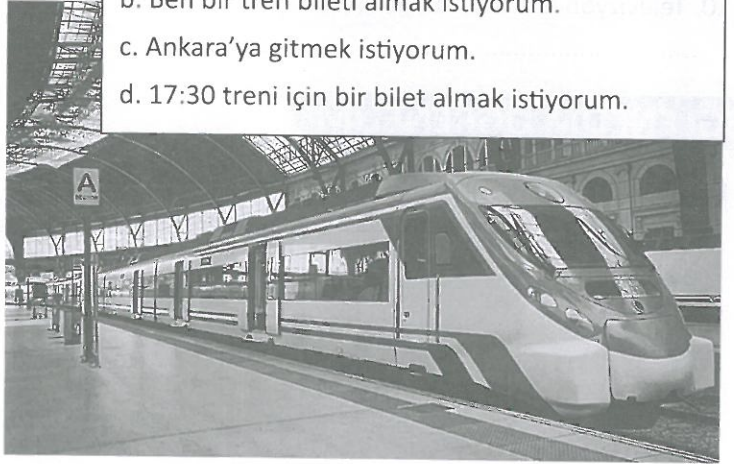 b. Ben bir tren bileti almak istiyorum.
c. Ankara'ya gitmek istiyorum.
d. 17:30 treni için bir bilet almak istiyorum.
A